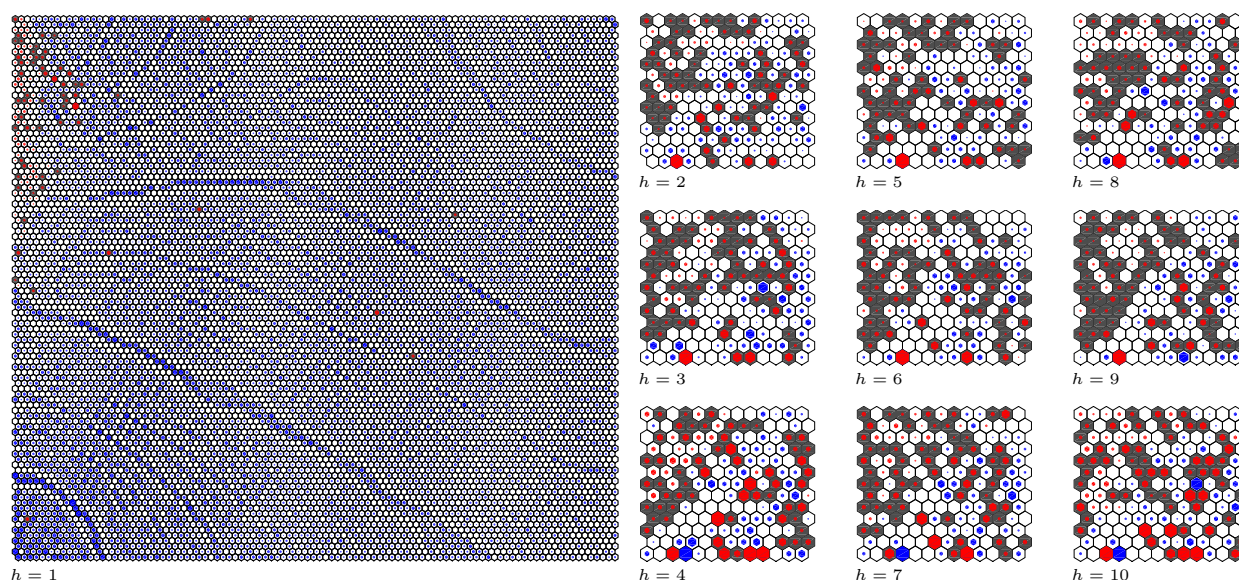 h = 2
h = 5
h = 8
h = 3
h = 6
h = 9
h = 1
h = 4
h = 7
h = 10